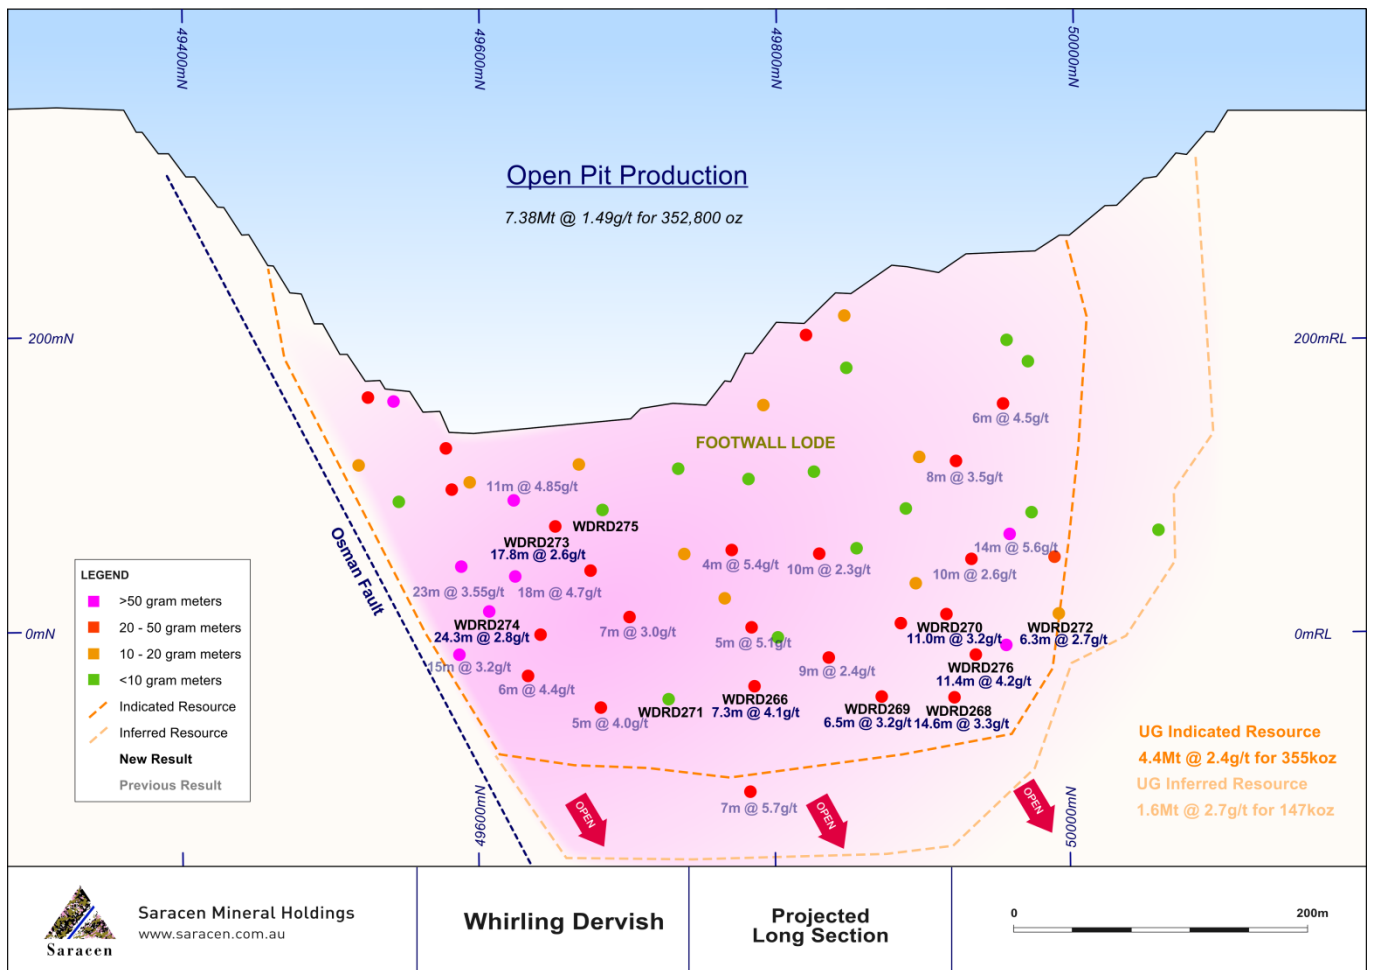 49400mN
49600mN
49800mN
50000mN
Open Pit Production
7.38Mt @ 1.49g/t for 352,800 oz
200mN
200mRL
6m @ 4.5g/t
FOOTWALL LODE
8m @ 3.5g/t
11m @ 4.85g/t
WDRD275
WDRD273
17.8m @ 2.6g/t
14m @ 5.6g/t
4m @ 5.4g/t
10m @ 2.3g/t
10m @ 2.6g/t
Osman Fault
23m @ 3.55g/t
18m @ 4.7g/t
LEGEND
>50 gram meters
20 - 50 gram meters
10 - 20 gram meters
<10 gram meters
Indicated Resource
Inferred Resource
New Result
Previous Result
WDRD274
24.3m @ 2.8g/t
7m @ 3.0g/t
5m @ 5.1g/t
WDRD270
11.0m @ 3.2g/t
WDRD272
6.3m @ 2.7g/t
0mN
0mRL
15m @ 3.2g/t
9m @ 2.4g/t
WDRD276
11.4m @ 4.2g/t
6m @ 4.4g/t
5m @ 4.0g/t
WDRD271
WDRD266
7.3m @ 4.1g/t
WDRD269
6.5m @ 3.2g/t
WDRD268
14.6m @ 3.3g/t
UG Indicated Resource
4.4Mt @ 2.4g/t for 355koz
UG Inferred Resource
1.6Mt @ 2.7g/t for 147koz
7m @ 5.7g/t
OPEN
OPEN
OPEN
49600mN
500000mN
Saracen
Saracen Mineral Holdings
www.saracen.com.au
Whirling Dervish
Projected
Long Section
0
200m